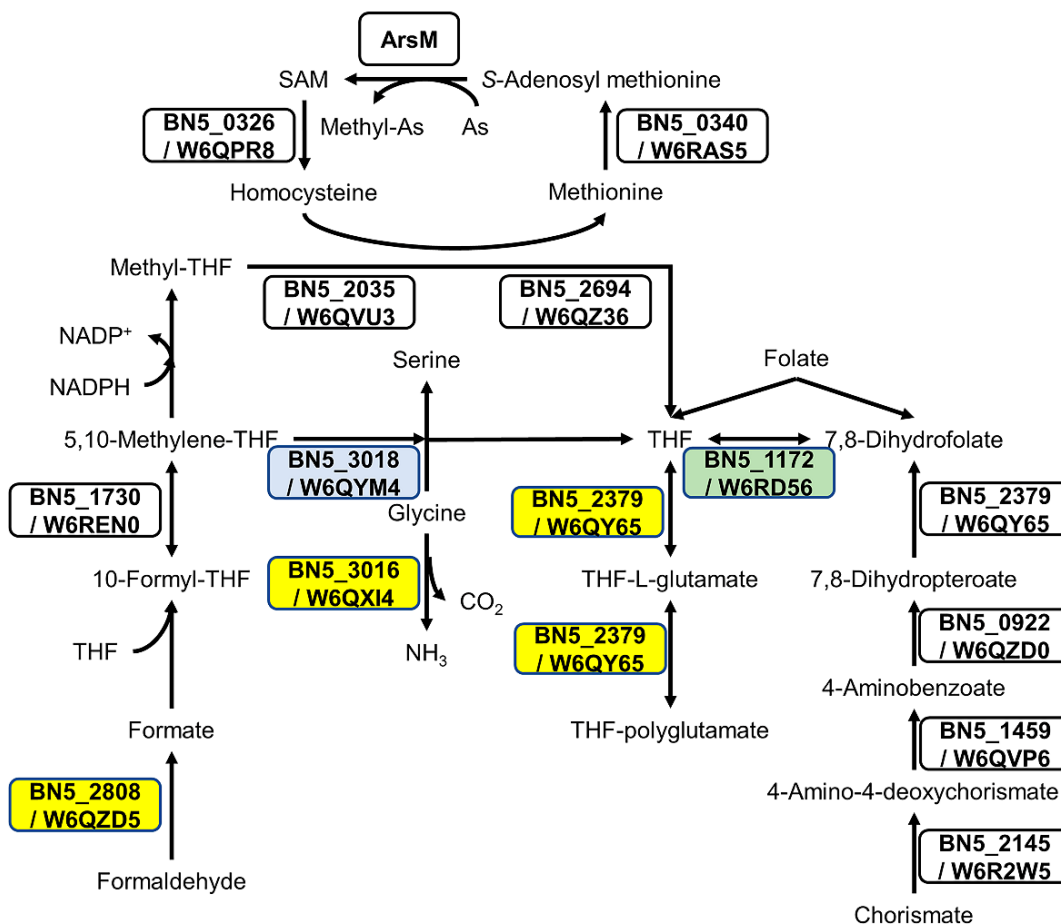 ArsM
SAM
S-Adenosyl methionine
BN5_0326
/ W6QPR8
Methyl-As
As
BN5_0340
/ W6RAS5
Homocysteine
Methionine
Methyl-THF
BN5_2035
/ W6QVU3
BN5_2694
/ W6QZ36
NADP⁺
NADPH
Serine
Folate
5,10-Methylene-THF
THF
7,8-Dihydrofolate
BN5_3018
/ W6QYM4
BN5_1172
/ W6RD56
BN5_1730
/ W6REN0
Glycine
BN5_2379
/ W6QY65
BN5_2379
/ W6QY65
10-Formyl-THF
BN5_3016
/ W6QXI4
CO₂
THF-L-glutamate
7,8-Dihydropteroate
THF
NH₃
BN5_2379
/ W6QY65
BN5_0922
/ W6QZD0
4-Aminobenzoate
Formate
THF-polyglutamate
BN5_1459
/ W6QVP6
BN5_2808
/ W6QZD5
4-Amino-4-deoxychorismate
BN5_2145
/ W6R2W5
Formaldehyde
Chorismate